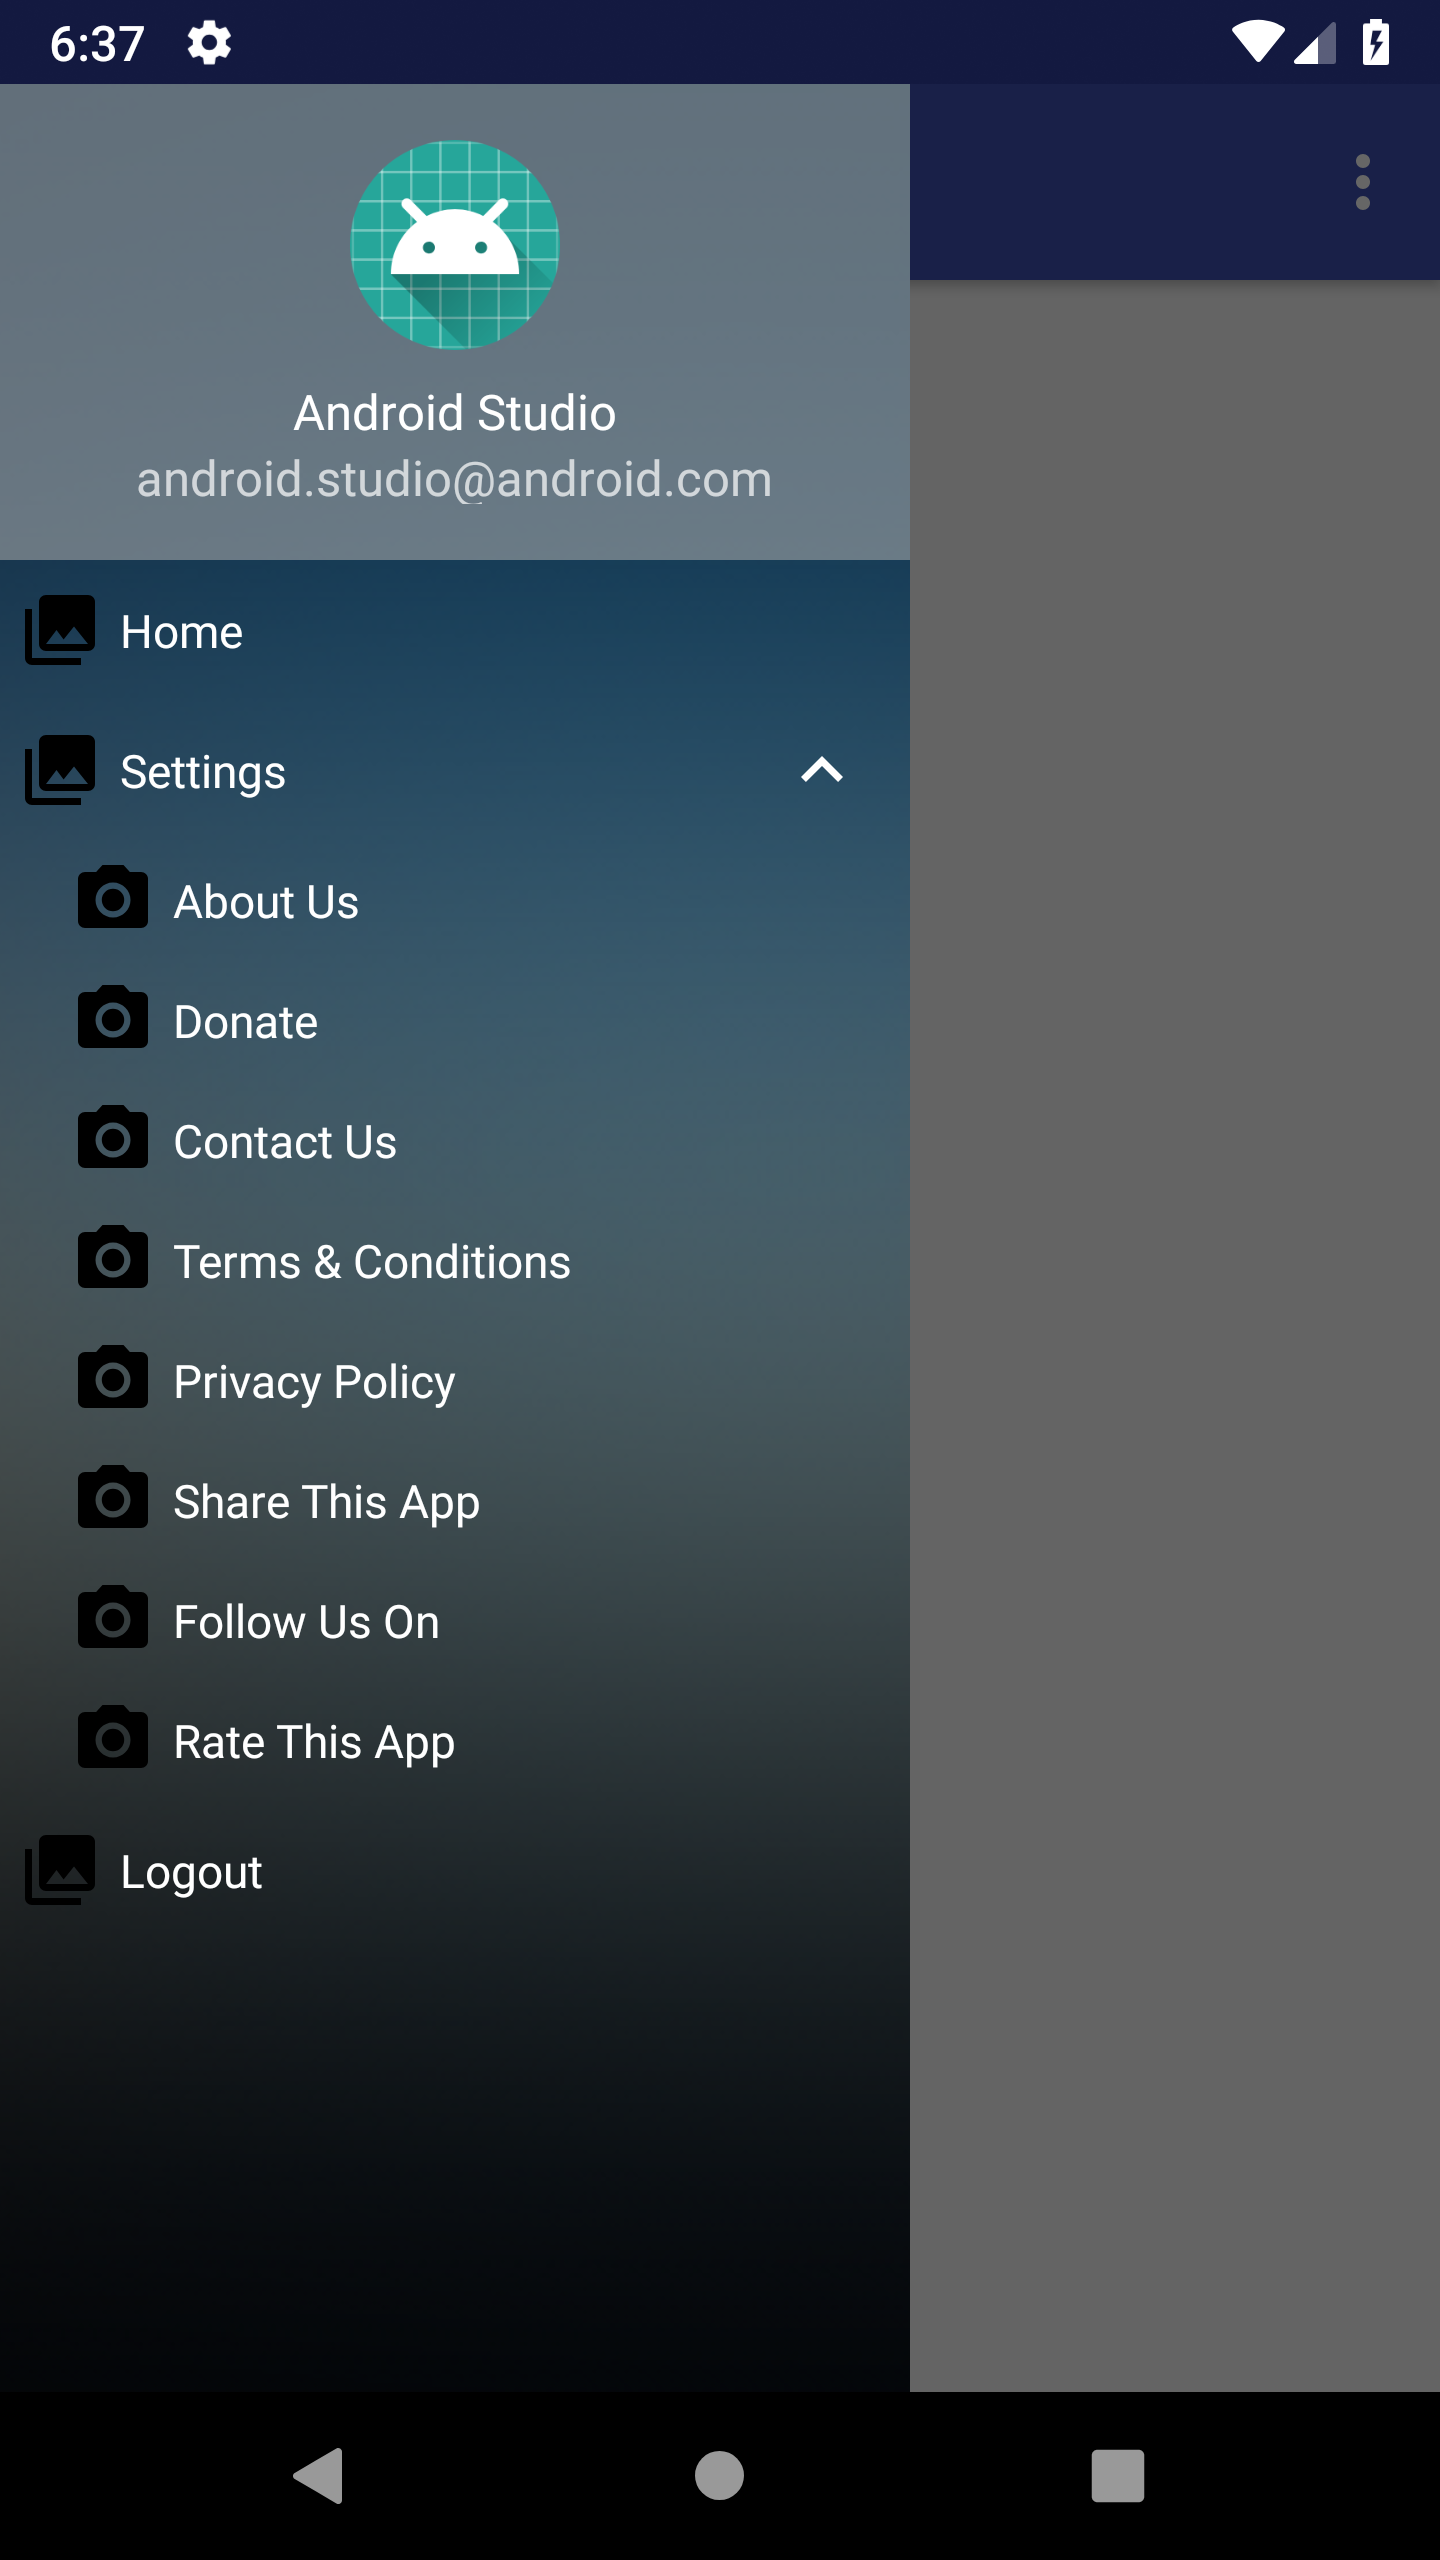 6:37
Android Studio
android.studio@android.com
Home
Settings
About Us
Donate
Contact Us
Terms & Conditions
Privacy Policy
Share This App
Follow Us On
Rate This App
Logout